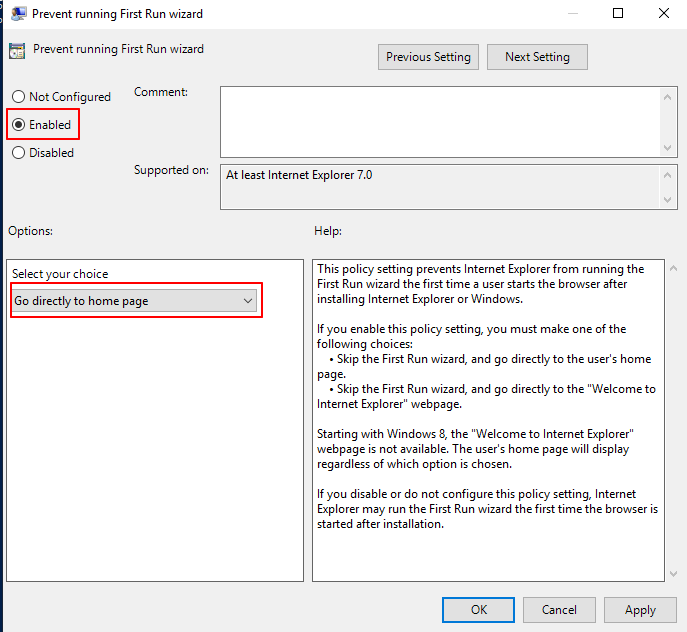 Prevent running First Run wizard
Prevent running First Run wizard
Previous Setting
Next Setting
Not Configured
Comment:
Enabled
Disabled
Supported on:
At least Internet Explorer 7.0
Options:
Help:
Select your choice
Go directly to home page
This policy setting prevents Internet Explorer from running the
First Run wizard the first time a user starts the browser after
installing Internet Explorer or Windows.
If you enable this policy setting, you must make one of the
following choices:
• Skip the First Run wizard, and go directly to the user's home
page.
• Skip the First Run wizard, and go directly to the "Welcome to
Internet Explorer" webpage.
Starting with Windows 8, the "Welcome to Internet Explorer"
webpage is not available. The user's home page will display
regardless of which option is chosen.
If you disable or do not configure this policy setting, Internet
Explorer may run the First Run wizard the first time the browser is
started after installation.
OK
Cancel
Apply